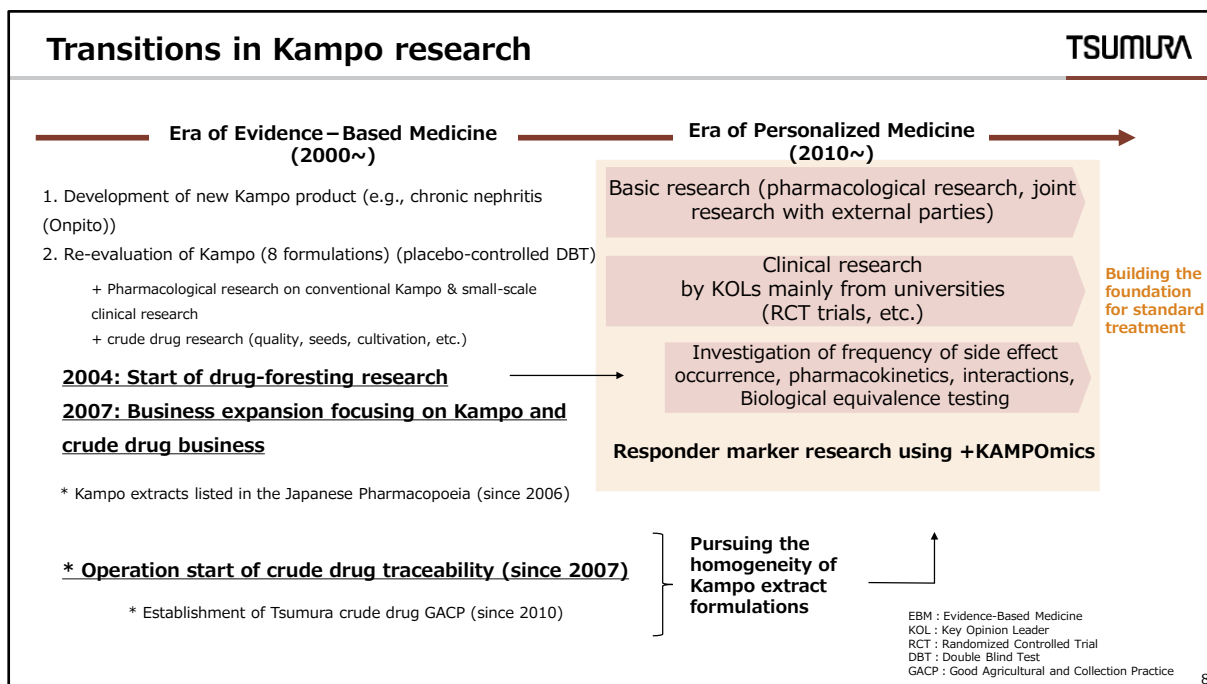 Transitions in Kampo research
TSUMURA
Era of Evidence−Based Medicine
(2000~)
1. Development of new Kampo product (e.g., chronic nephritis
(Onpito))
2. Re-evaluation of Kampo (8 formulations) (placebo-controlled DBT)
+ Pharmacological research on conventional Kampo & small-scale
clinical research
+ crude drug research (quality, seeds, cultivation, etc.)
2004: Start of drug-foresting research
2007: Business expansion focusing on Kampo and
crude drug business
* Kampo extracts listed in the Japanese Pharmacopoeia (since 2006)
* Operation start of crude drug traceability (since 2007)
* Establishment of Tsumura crude drug GACP (since 2010)
Era of Personalized Medicine
(2010~)
Basic research (pharmacological research, joint
research with external parties)
Clinical research
by KOLs mainly from universities
(RCT trials, etc.)
Investigation of frequency of side effect
occurrence, pharmacokinetics, interactions,
Biological equivalence testing
Responder marker research using +KAMPOmics
Building the
foundation
for standard
treatment
Pursuing the
homogeneity of
Kampo extract
formulations
EBM : Evidence-Based Medicine
KOL : Key Opinion Leader
RCT : Randomized Controlled Trial
DBT : Double Blind Test
GACP : Good Agricultural and Collection Practice
8